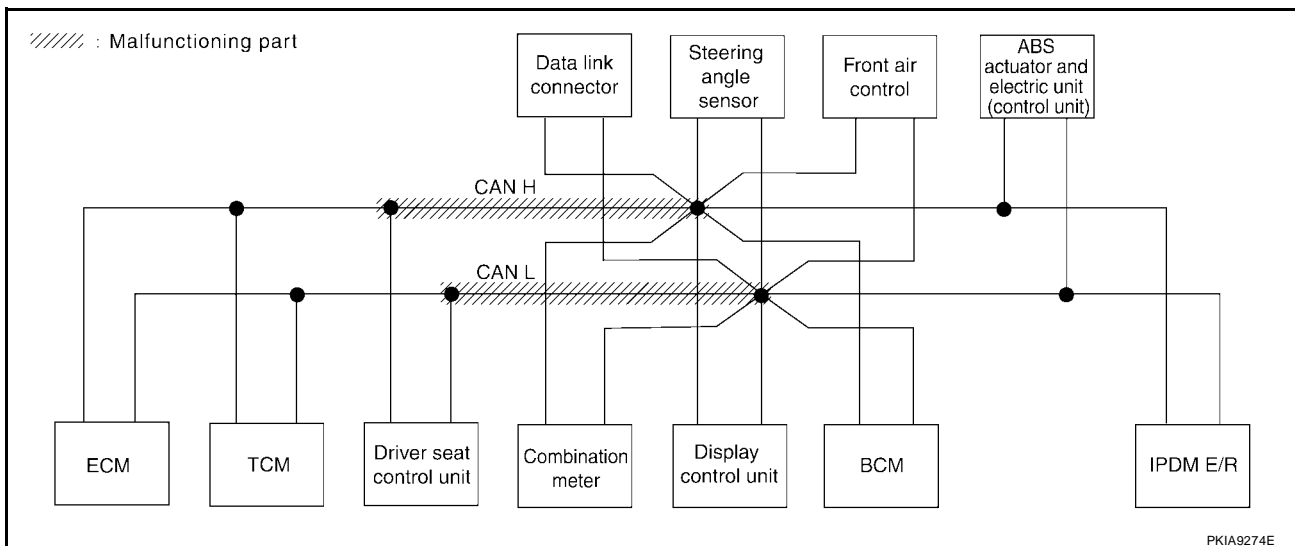 : Malfunctioning part
Data link
connector
Steering
angle
sensor
Front air
control
ABS
actuator and
electric unit
(control unit)
CAN H
CAN L
ECM
TCM
Driver seat
control unit
Combination
meter
Display
control unit
BCM
IPDM E/R
PKIA9274E